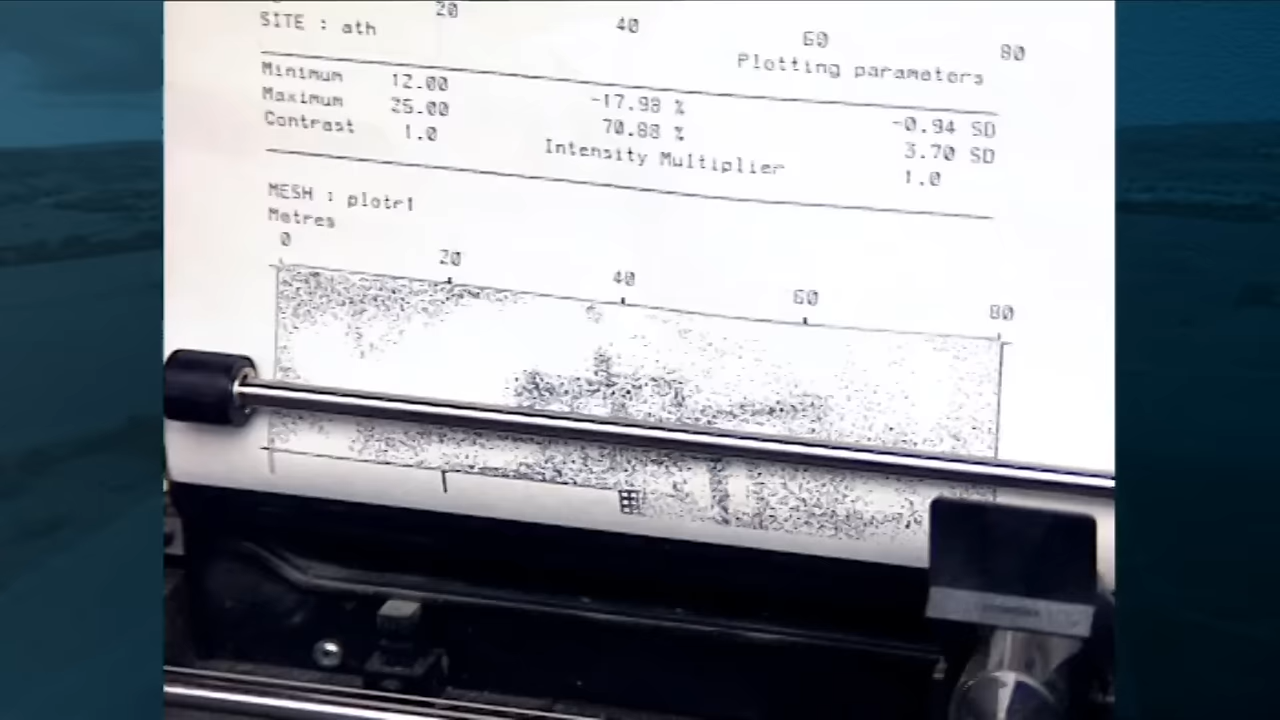 20 40 60 80
SITE : ath
Plotting parameters
Minimum 12.00 -17.98 % -0.94 SD
Maximum 25.00 70.88 % 3.70 SD
Contrast 1.0 Intensity Multiplier 1.0
MESH : plotr1
Metres
0 20 40 60 80